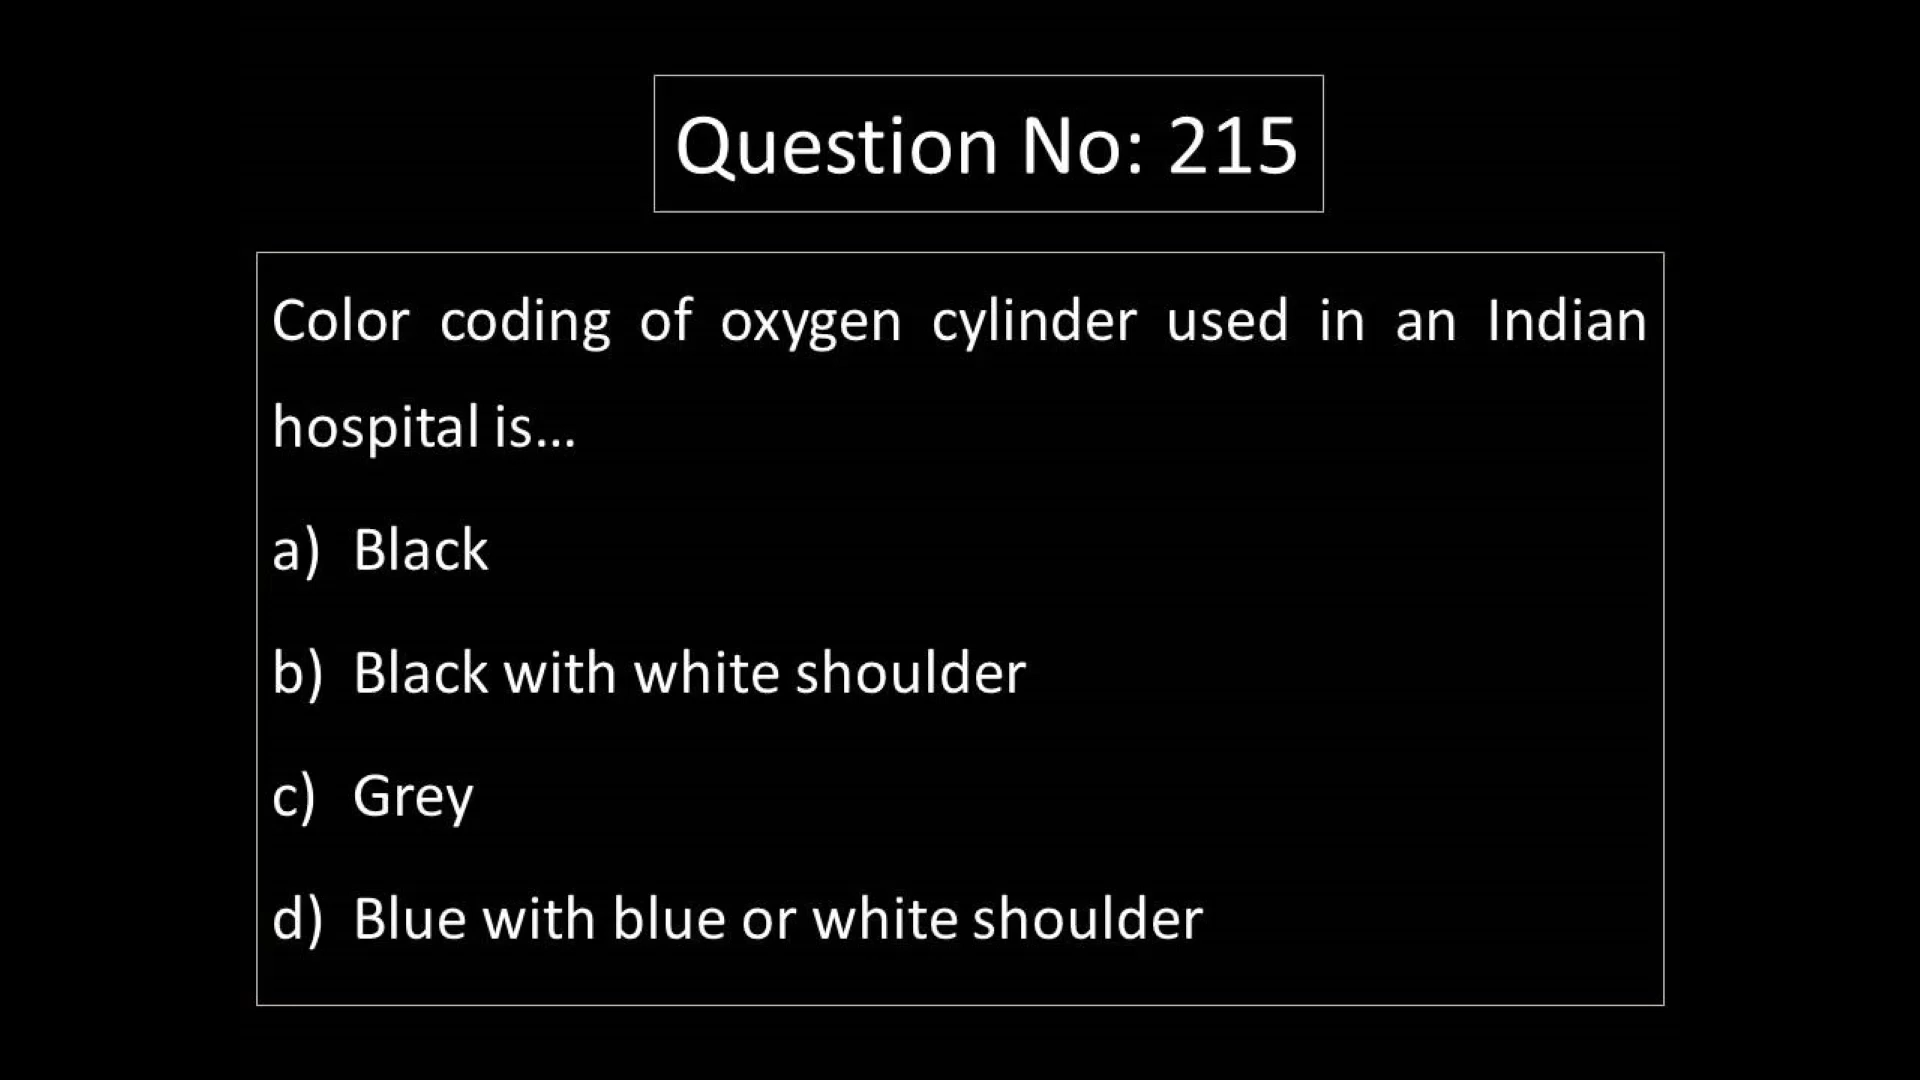 Question No: 215
Color coding of oxygen cylinder used in an Indian
hospital is...
a) Black
b) Black with white shoulder
c) Grey
d) Blue with blue or white shoulder